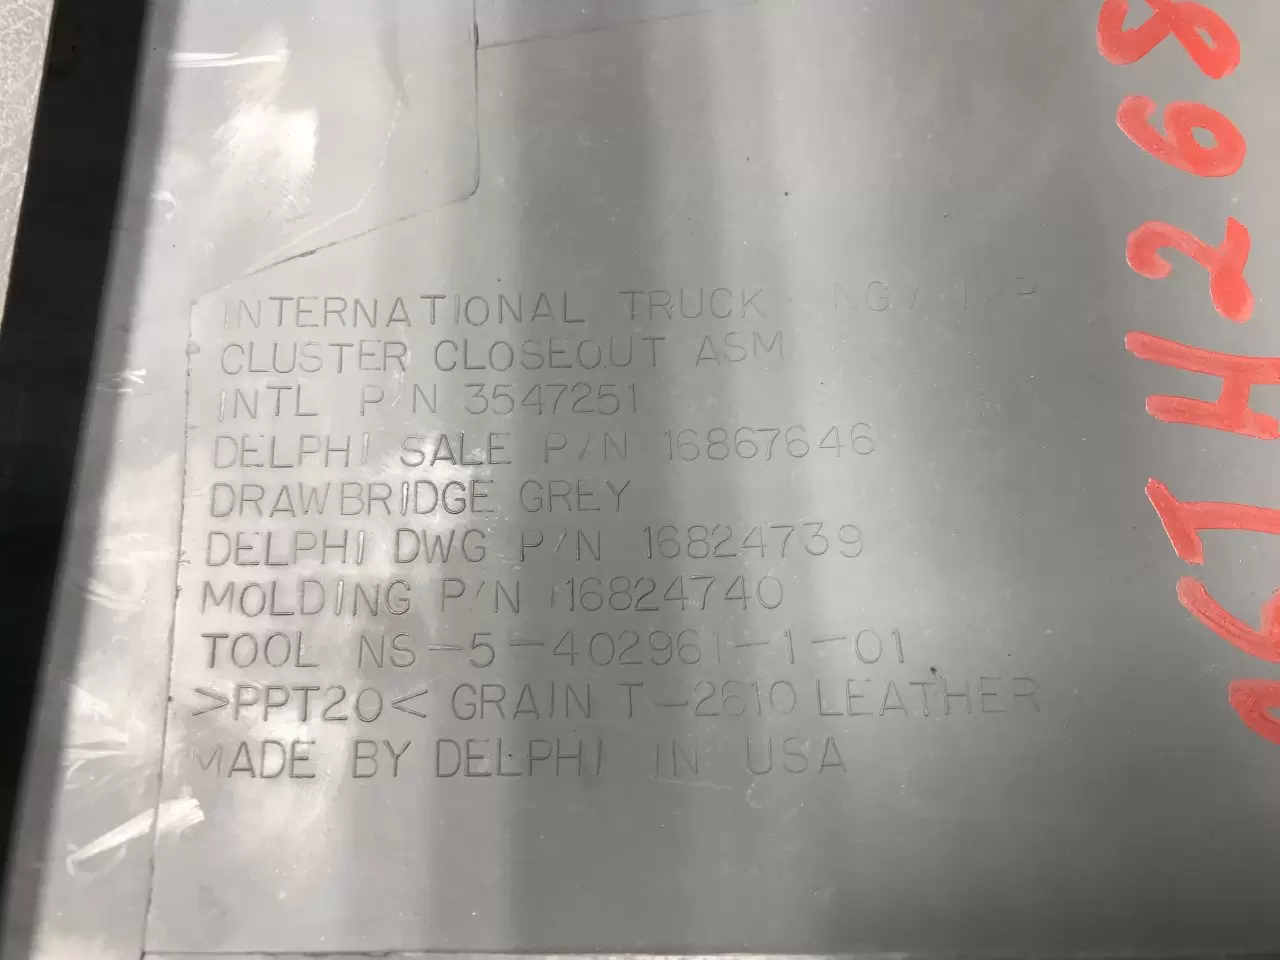 INTERNATIONAL TRUCK
CLUSTER CLOSEOUT ASM
INTL P/N 3547251
DELPHI SALE P/N 16867646
DRAWBRIDGE GREY
DELPHI DWG P/N 16824739
MOLDING P/N 16824740
TOOL NS-5-402961-1-01
>PPT20< GRAIN T-2610 LEATHER
MADE BY DELPHI IN USA